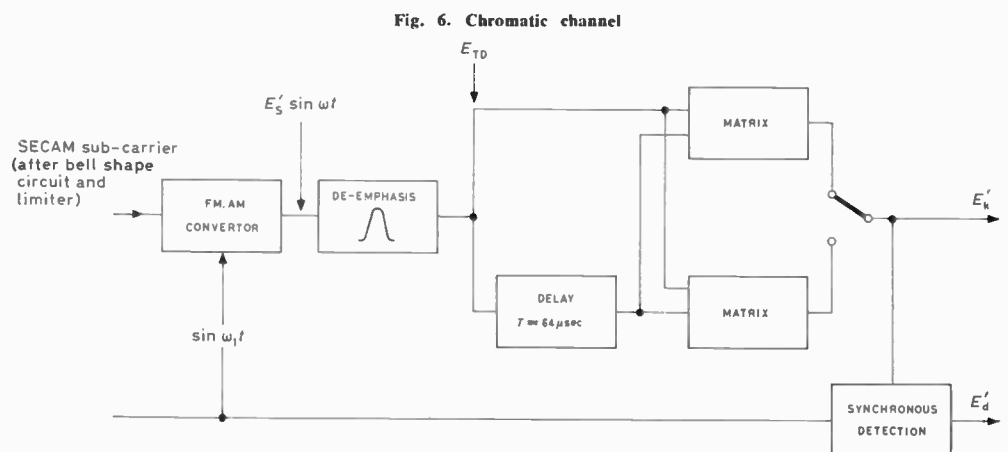 Fig. 6. Chromatic channel
E_TD
E′_S sin ωt
SECAM sub-carrier
(after bell shape
circuit and
limiter)
FM.AM
CONVERTOR
DE-EMPHASIS
MATRIX
E′_k
DELAY
T = 64 μsec
MATRIX
sin ω₁t
SYNCHRONOUS
DETECTION
E′_d